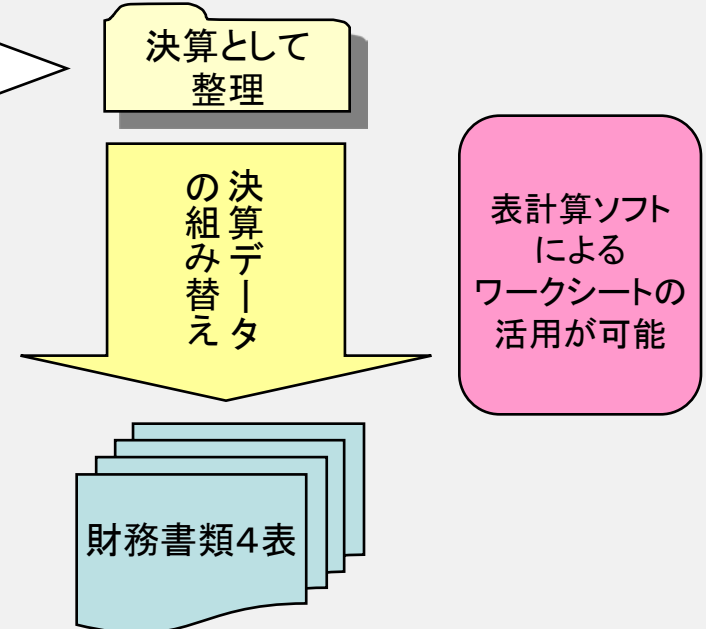 決算として
整理
決算データ
の組み替え
表計算ソフト
による
ワークシートの
活用が可能
財務書類４表